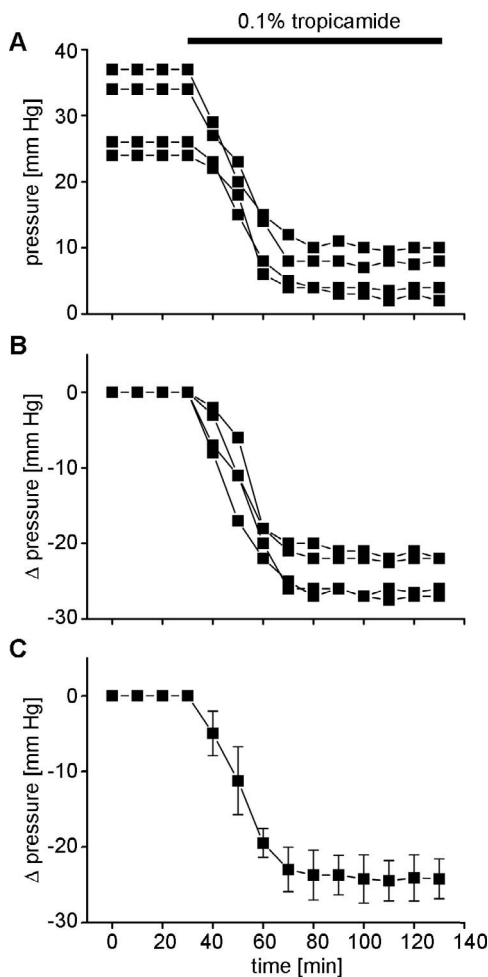 0.1% tropicamide
A
40
30
20
10
0
pressure [mm Hg]
B
0
-10
-20
-30
Δ pressure [mm Hg]
C
0
-10
-20
-30
Δ pressure [mm Hg]
0 20 40 60 80 100 120 140
time [min]